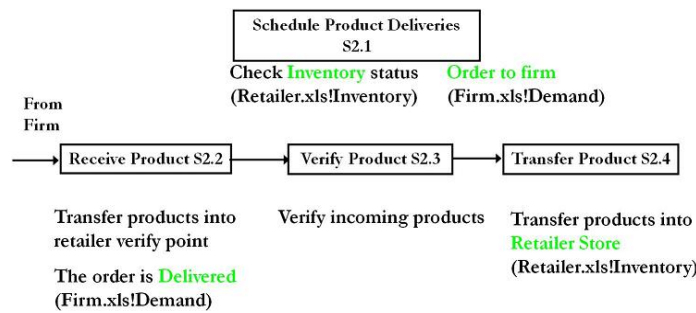 Schedule Product Deliveries
S2.1
Check Inventory status
(Retailer.xls!Inventory)
Order to firm
(Firm.xls!Demand)
From
Firm
Receive Product S2.2
Verify Product S2.3
Transfer Product S2.4
Transfer products into
retailer verify point
The order is Delivered
(Firm.xls!Demand)
Verify incoming products
Transfer products into
Retailer Store
(Retailer.xls!Inventory)